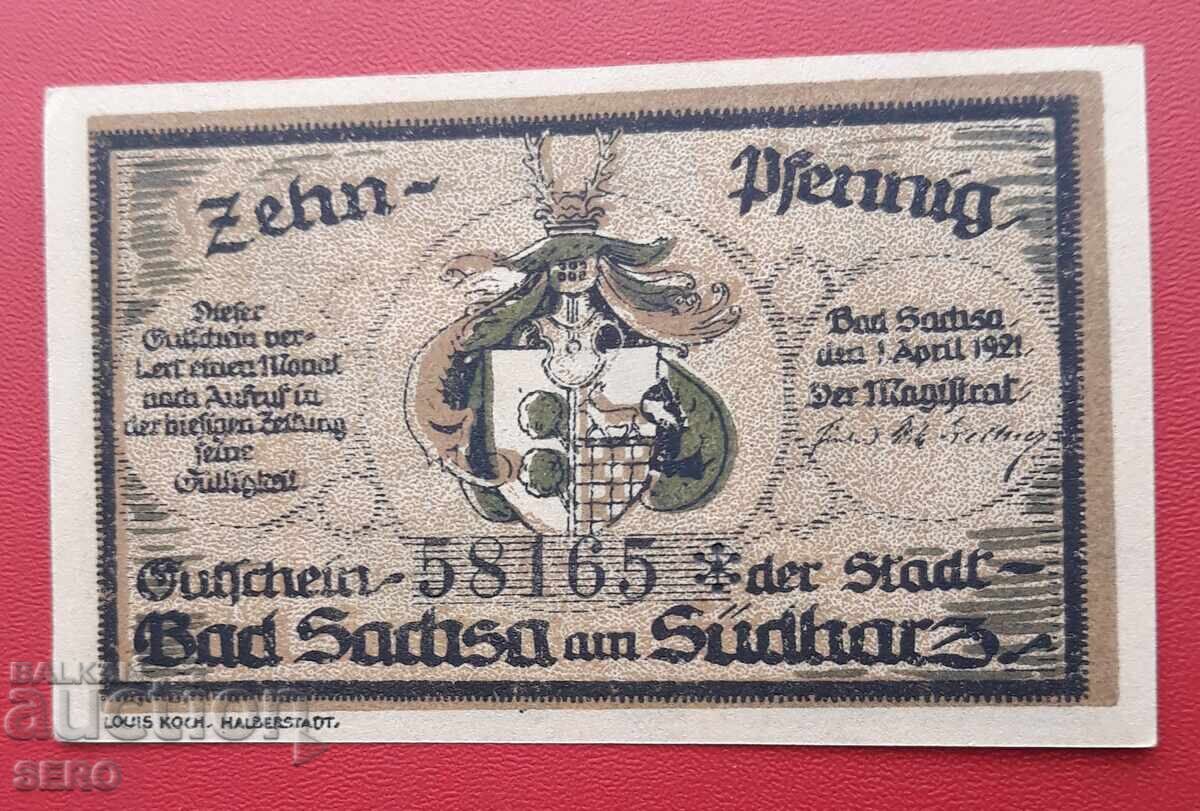 Zehn- Pfennig
Dieser
Gutschein ver-
liert einen Monat
nach Aufruf in
der hiesigen Zeitung
seine
Gültigkeit
Bad Sachsa
den 1. April 1921.
Der Magistrat
Gutschein- 58165 * der Stadt-
Bad Sachsa am Südharz.
LOUIS KOCH. HALBERSTADT.
BALKAN
auction
SERO